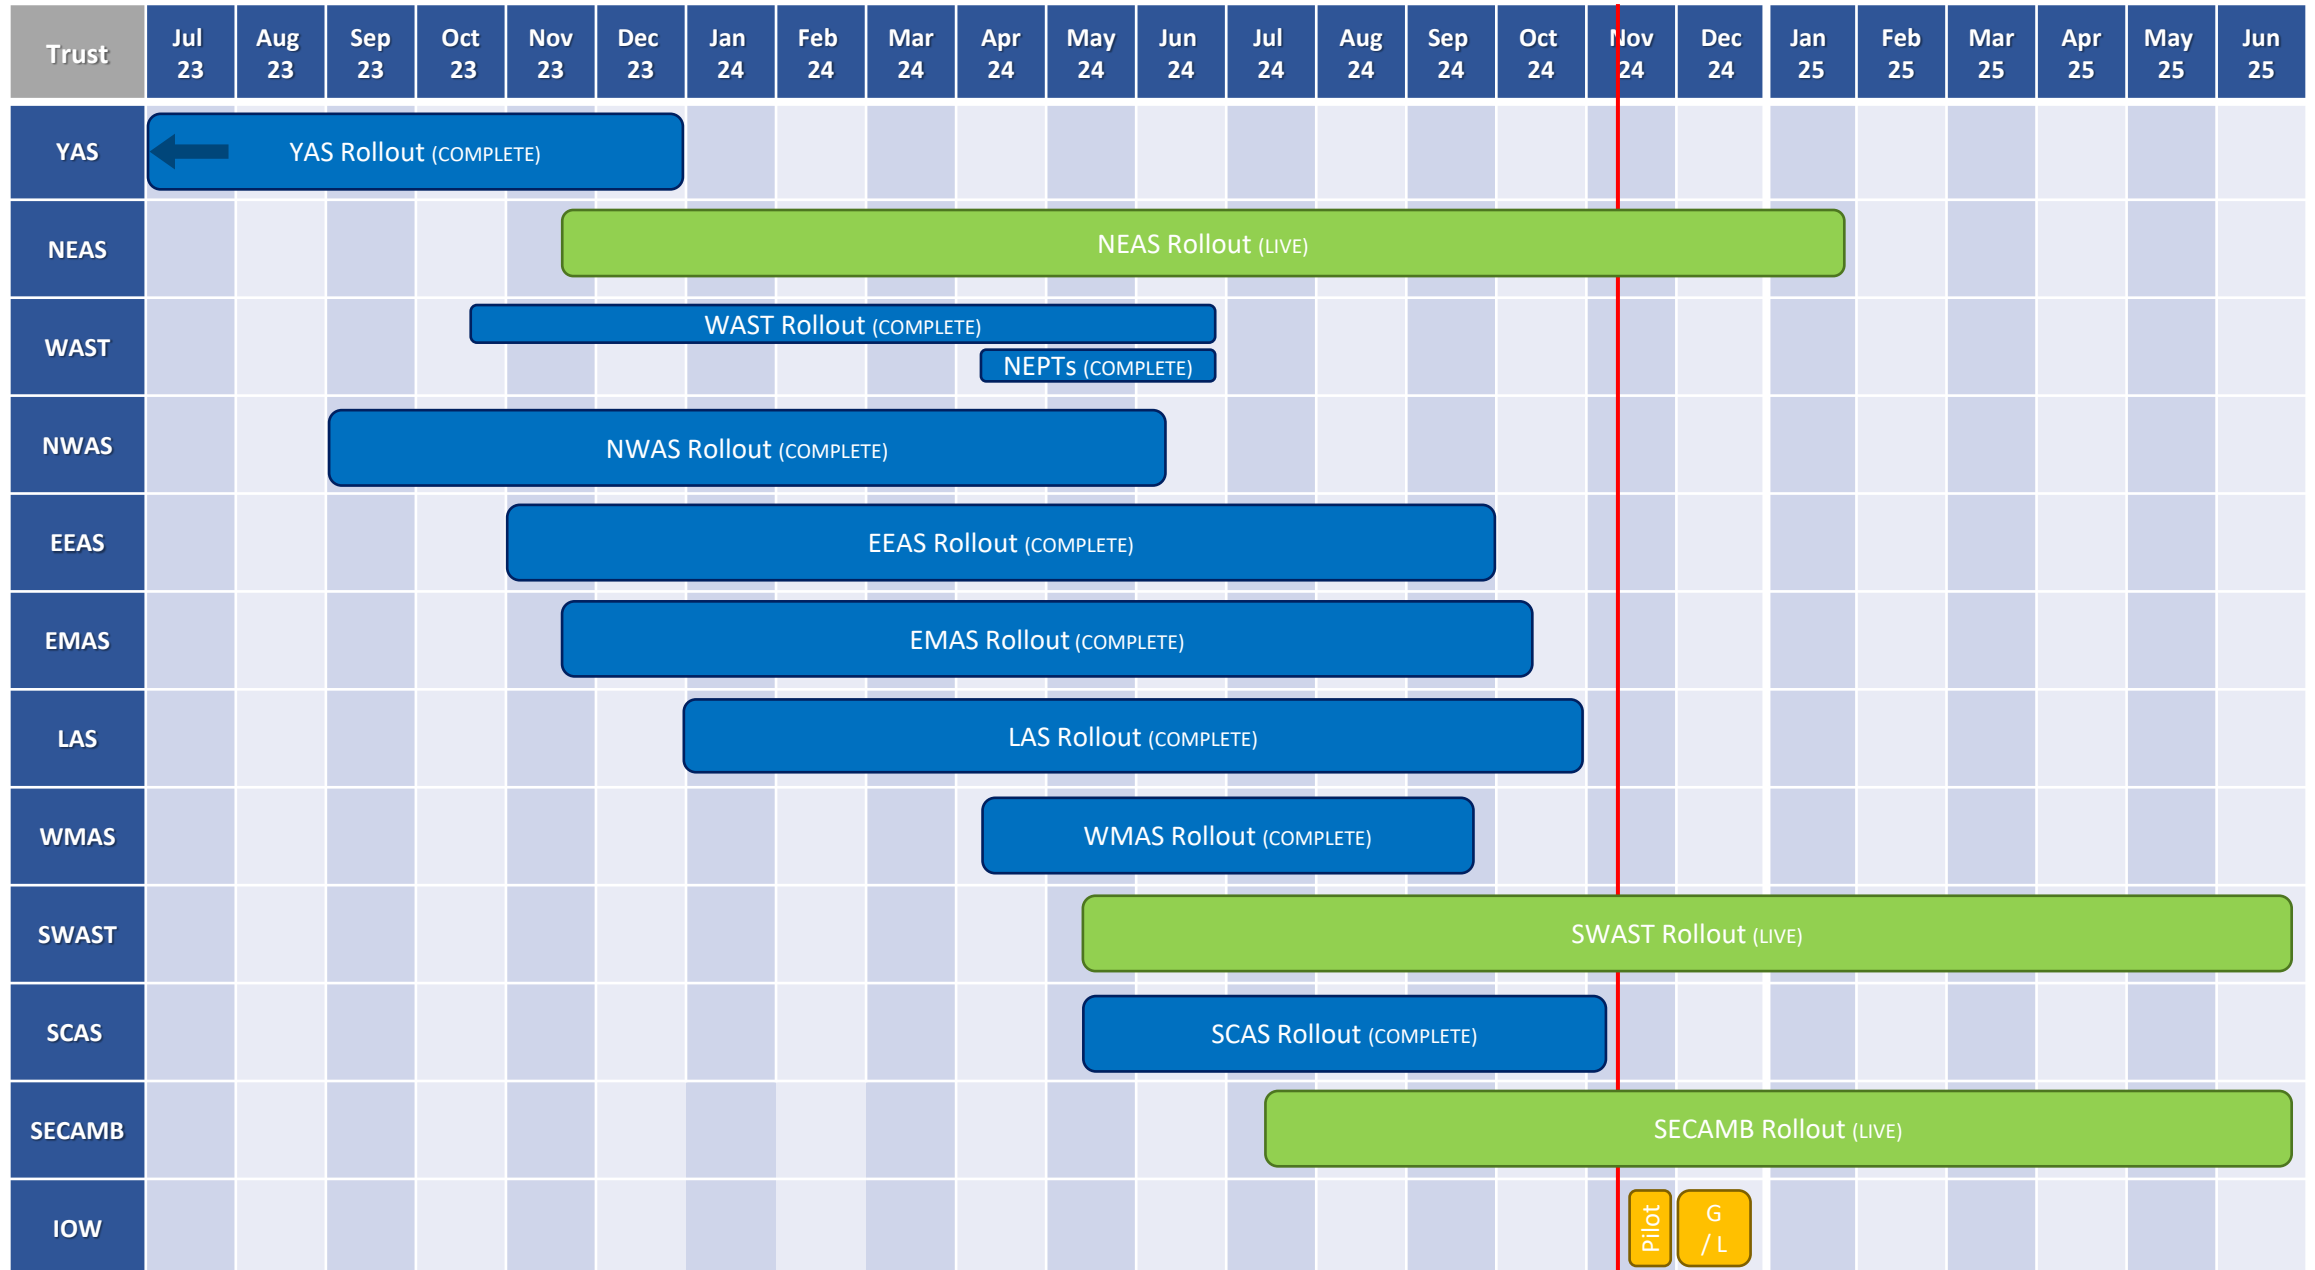 Trust
Jul 23
Aug 23
Sep 23
Oct 23
Nov 23
Dec 23
Jan 24
Feb 24
Mar 24
Apr 24
May 24
Jun 24
Jul 24
Aug 24
Sep 24
Oct 24
Nov 24
Dec 24
Jan 25
Feb 25
Mar 25
Apr 25
May 25
Jun 25
YAS
YAS Rollout (COMPLETE)
NEAS
NEAS Rollout (LIVE)
WAST
WAST Rollout (COMPLETE)
NEPTs (COMPLETE)
NWAS
NWAS Rollout (COMPLETE)
EEAS
EEAS Rollout (COMPLETE)
EMAS
EMAS Rollout (COMPLETE)
LAS
LAS Rollout (COMPLETE)
WMAS
WMAS Rollout (COMPLETE)
SWAST
SWAST Rollout (LIVE)
SCAS
SCAS Rollout (COMPLETE)
SECAMB
SECAMB Rollout (LIVE)
IOW
Pilot
G
/ L